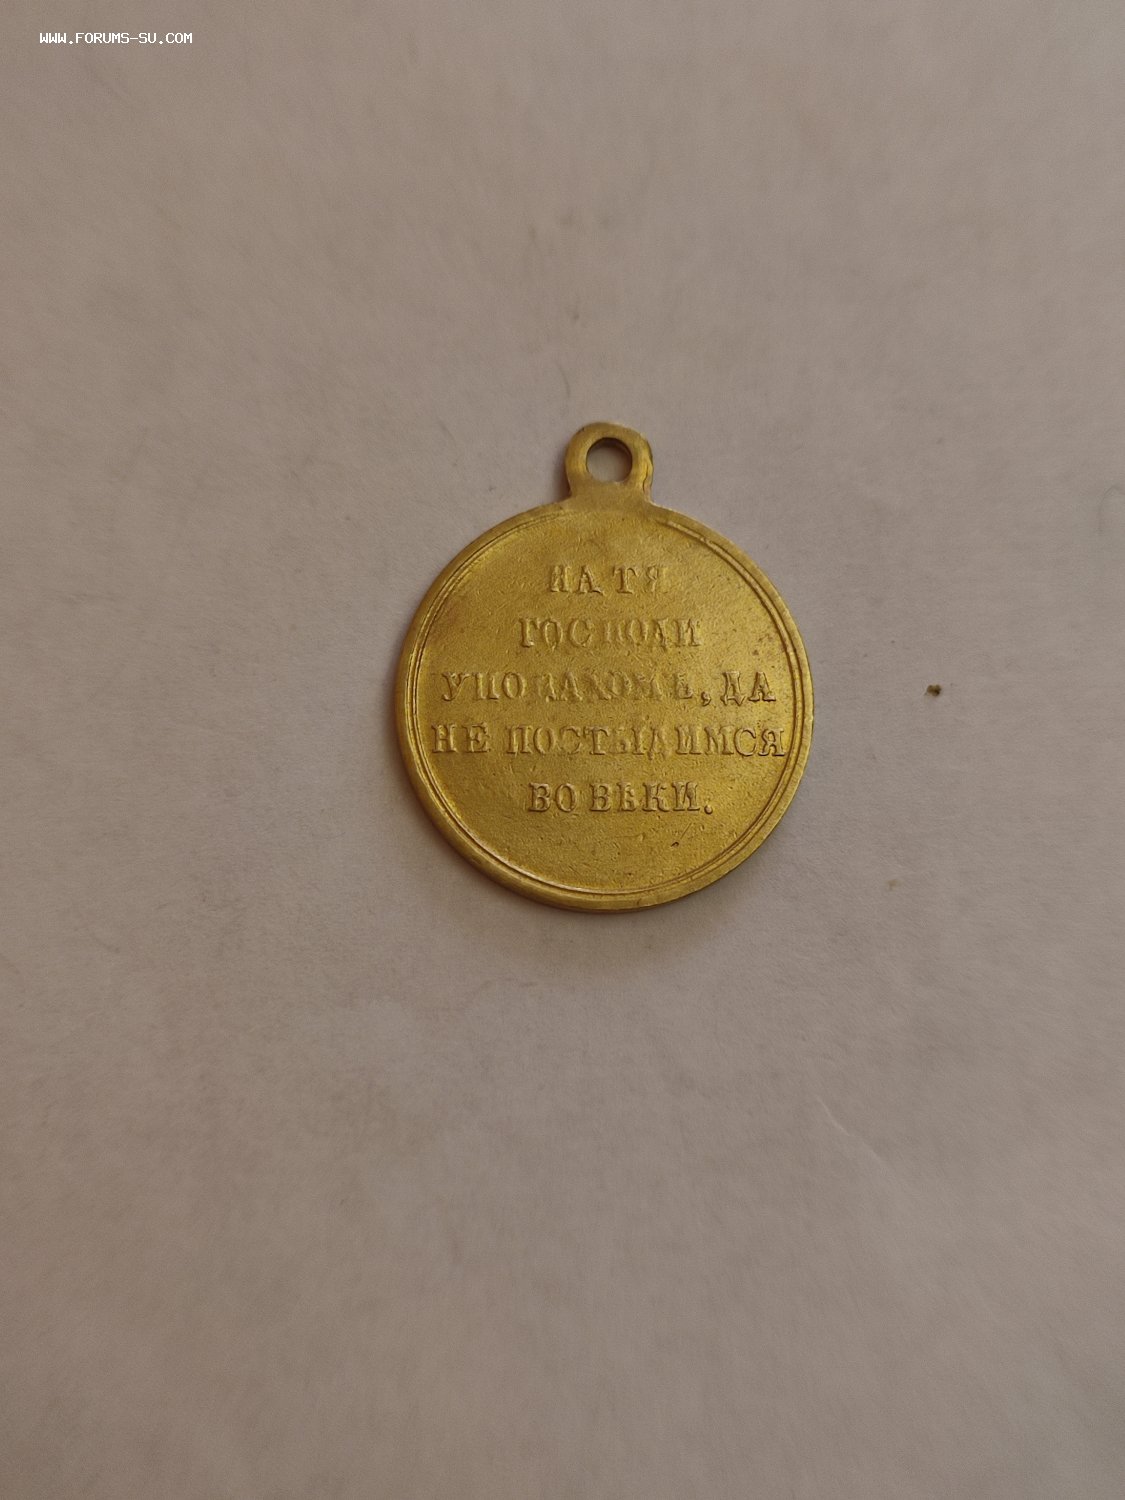 WWW.FORUMS-SU.COM
НА ТЯ
ГОСПОДИ
УПОВАХОМЪ, ДА
НЕ ПОСТЫДИМСЯ
ВО ВѢКИ.